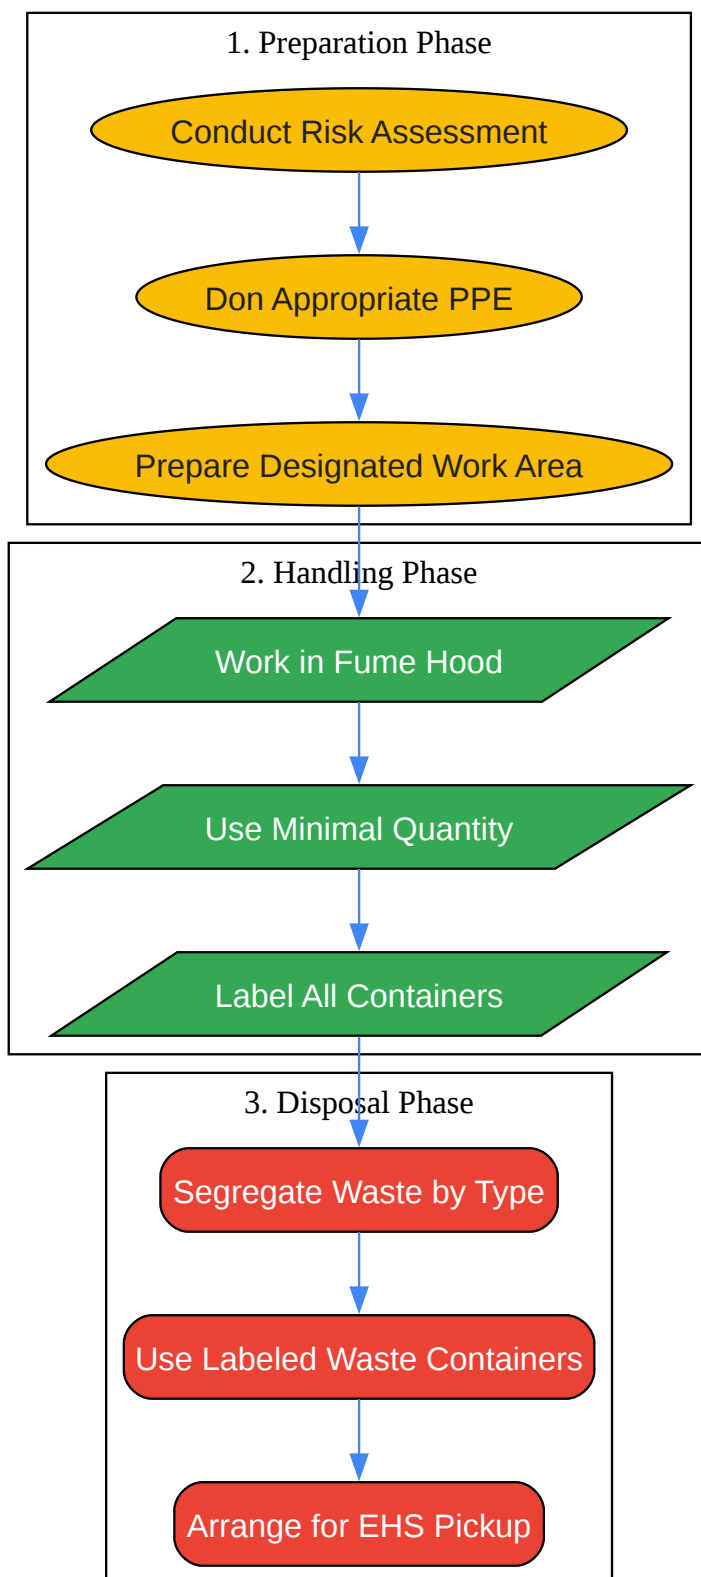 1. Preparation Phase
Conduct Risk Assessment
Don Appropriate PPE
Prepare Designated Work Area
2. Handling Phase
Work in Fume Hood
Use Minimal Quantity
Label All Containers
3. Disposal Phase
Segregate Waste by Type
Use Labeled Waste Containers
Arrange for EHS Pickup